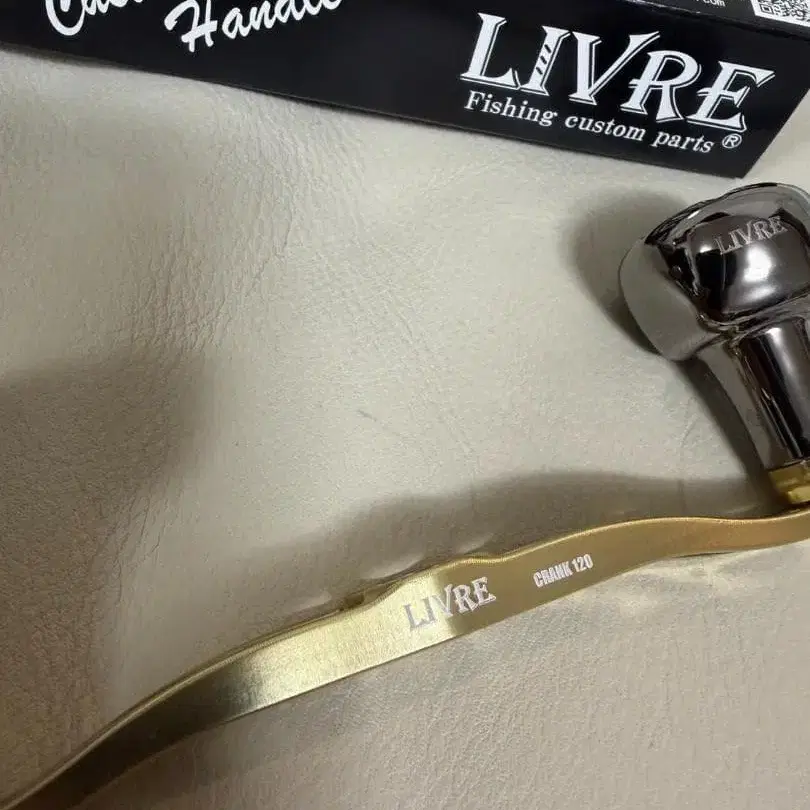 Handle
LIVRE
Fishing custom parts ®
LIVRE
LIVRE
CRANK 120